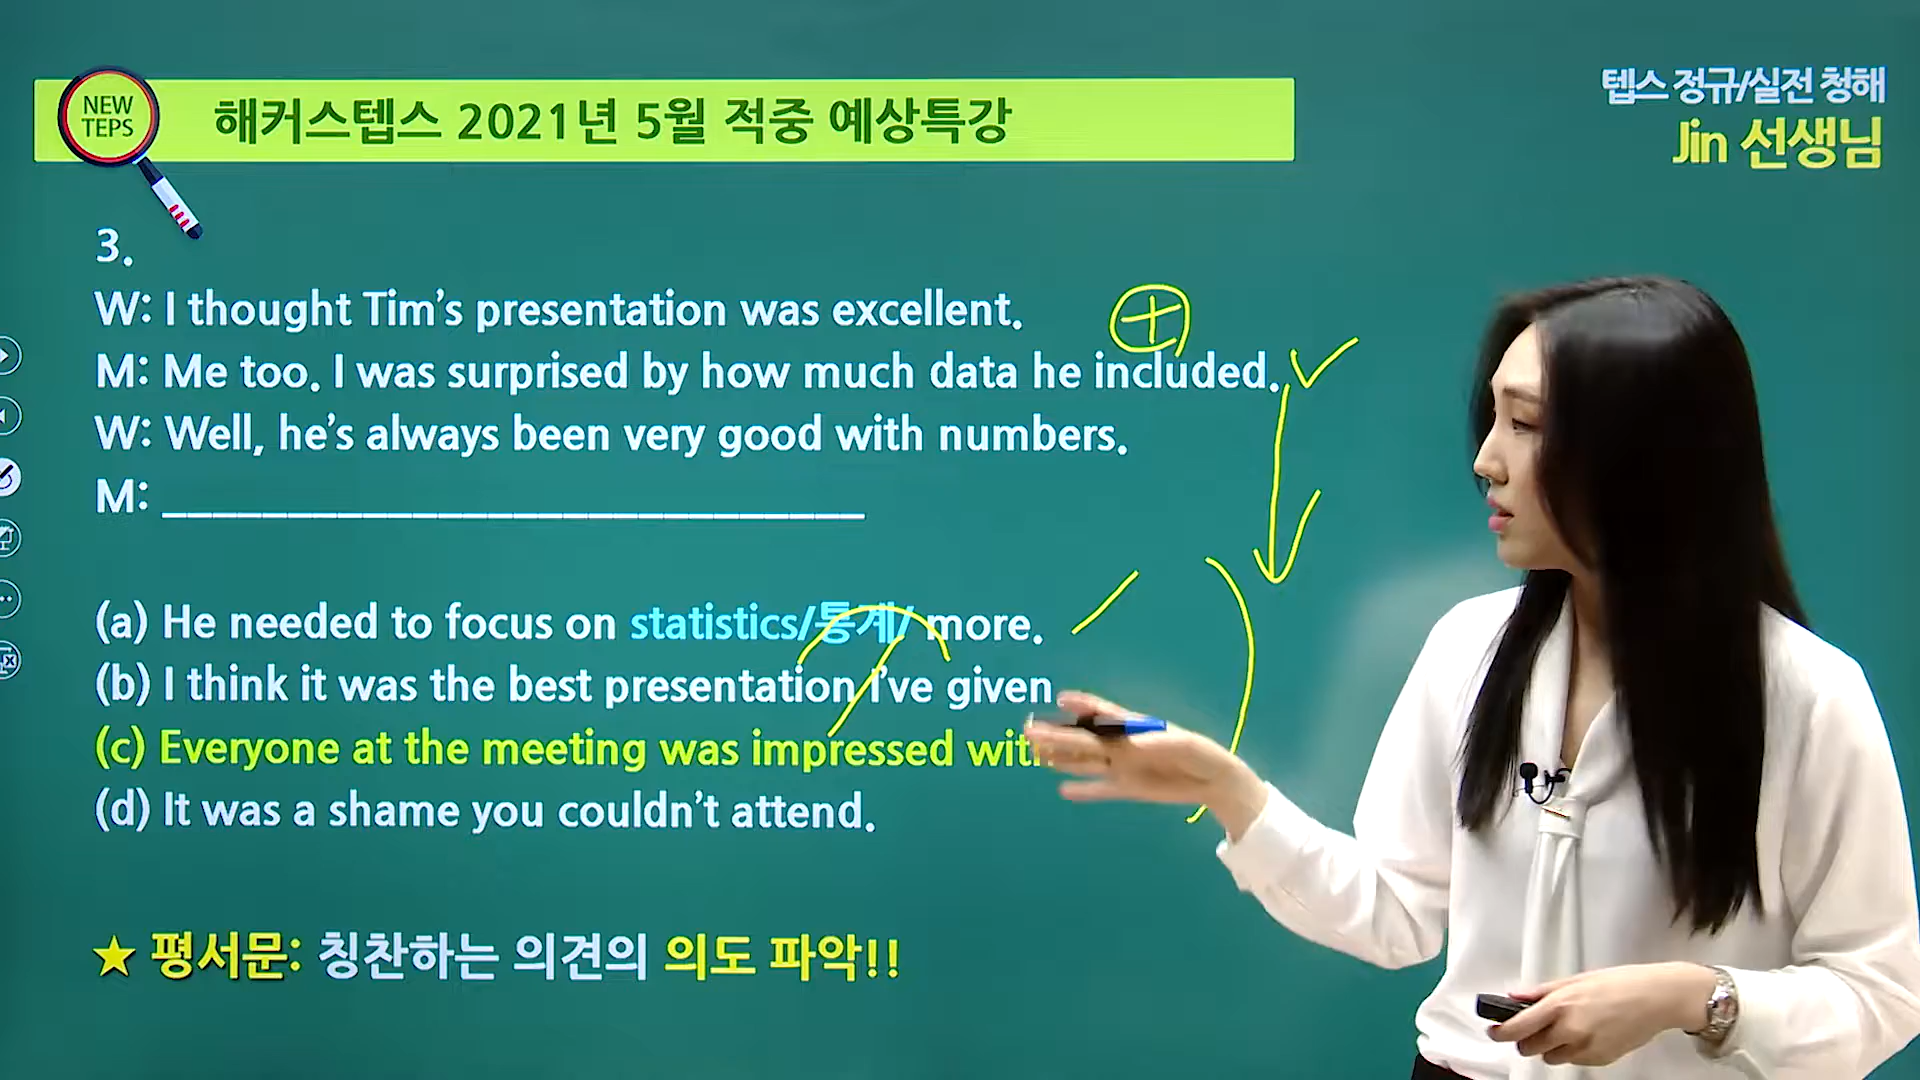 NEW
TEPS
해커스텝스 2021년 5월 적중 예상특강
텝스 정규/실전 청해
Jin 선생님
3.
W: I thought Tim's presentation was excellent.
M: Me too. I was surprised by how much data he included.
W: Well, he's always been very good with numbers.
M: ______________________________
(a) He needed to focus on statistics/통계/ more.
(b) I think it was the best presentation I've given
(c) Everyone at the meeting was impressed with
(d) It was a shame you couldn't attend.
★ 평서문: 칭찬하는 의견의 의도 파악!!